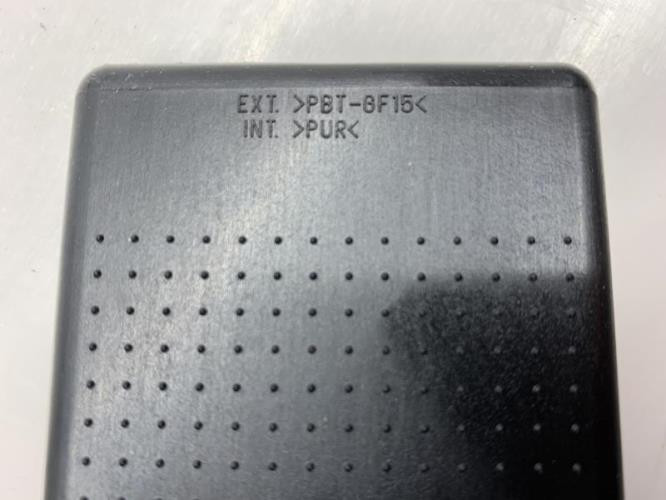 EXT. >PBT-GF15<
INT. >PUR<